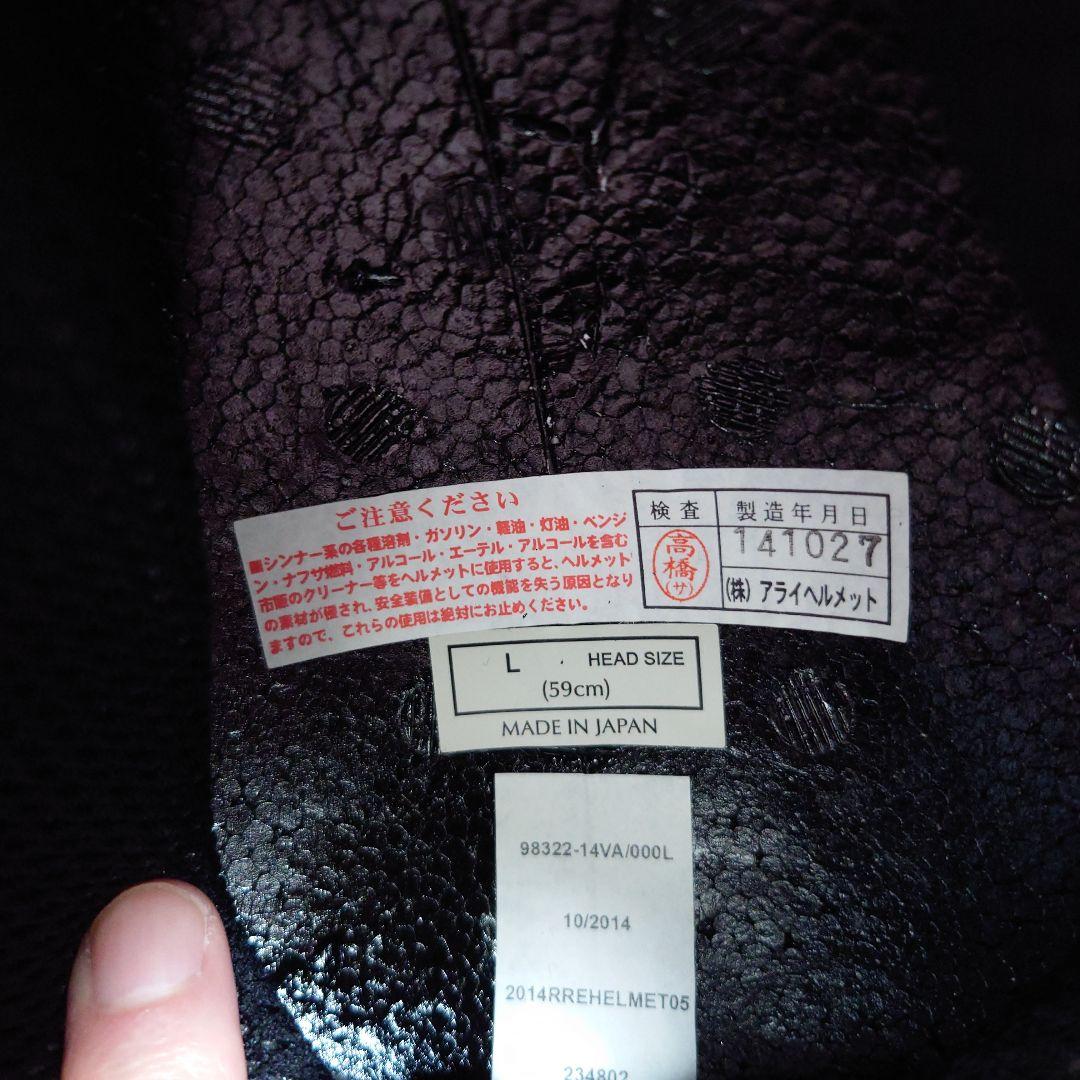 ご注意ください
■シンナー系の各種溶剤・ガソリン・軽油・灯油・ベンジ
ン・ナフサ燃料・アルコール・エーテル・アルコールを含む
市販のクリーナー等をヘルメットに使用すると、ヘルメット
の素材が侵され、安全装備としての機能を失う原因となり
ますので、これらの使用は絶対にお止めください。
検査
高橋
(サ)
製造年月日
141027
(株) アライヘルメット
L HEAD SIZE
(59cm)
MADE IN JAPAN
98322-14VA/000L
10/2014
2014RREHELMET05
234802